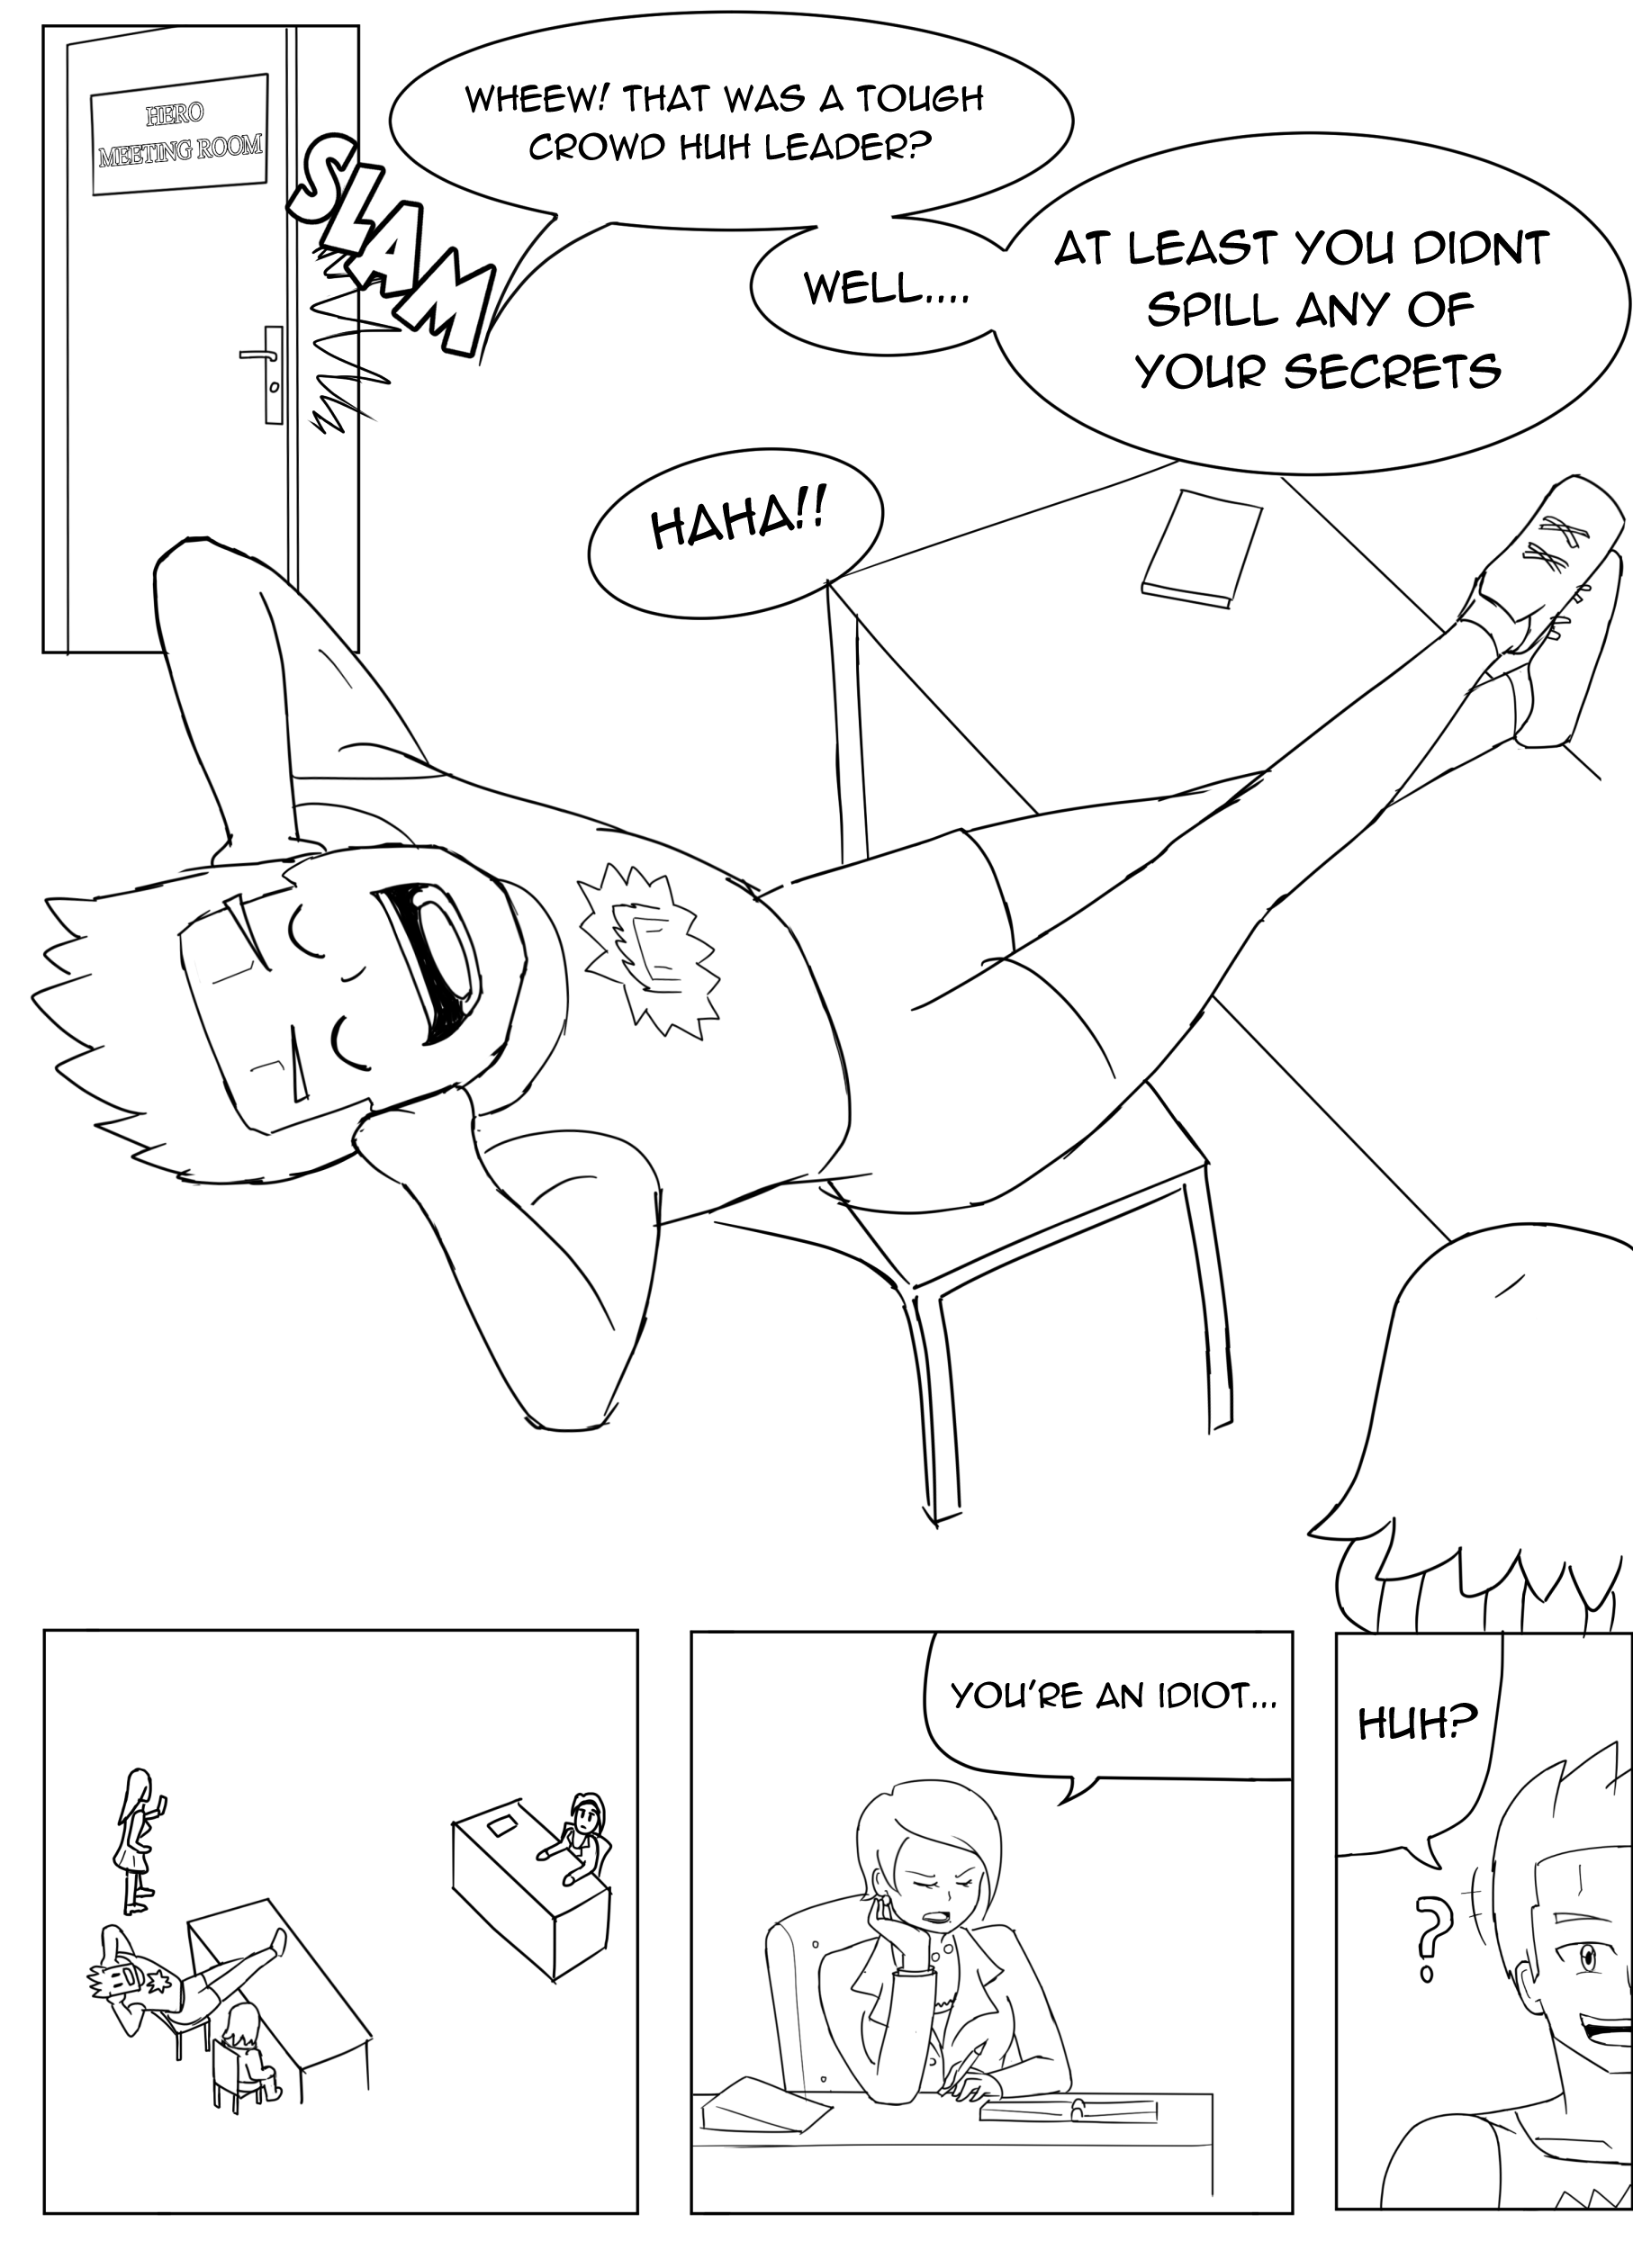 HERO
MEETING ROOM
SLAM
WHEEW! THAT WAS A TOUGH
CROWD HUH LEADER?
WELL....
AT LEAST YOU DIDNT
SPILL ANY OF
YOUR SECRETS
HAHA!!
YOU'RE AN IDIOT...
HUH?
?